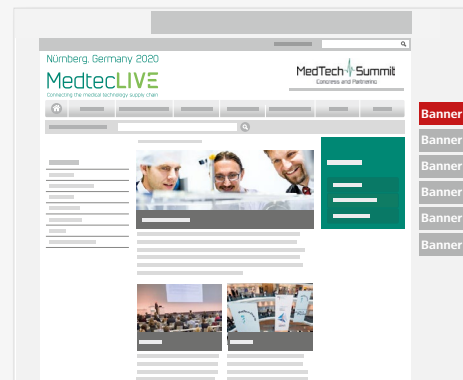 Nürnberg, Germany 2020
MedtecLIVE
Connecting the medical technology supply chain
MedTech Summit
Congress and Partnering
Banner
Banner
Banner
Banner
Banner
Banner